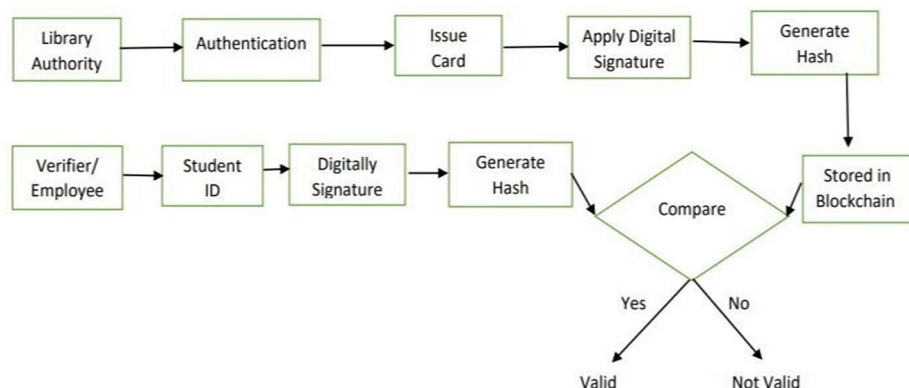 Library
Authority
Authentication
Issue
Card
Apply Digital
Signature
Generate
Hash
Verifier/
Employee
Student
ID
Digitally
Signature
Generate
Hash
Compare
Stored in
Blockchain
Yes
No
Valid
Not Valid